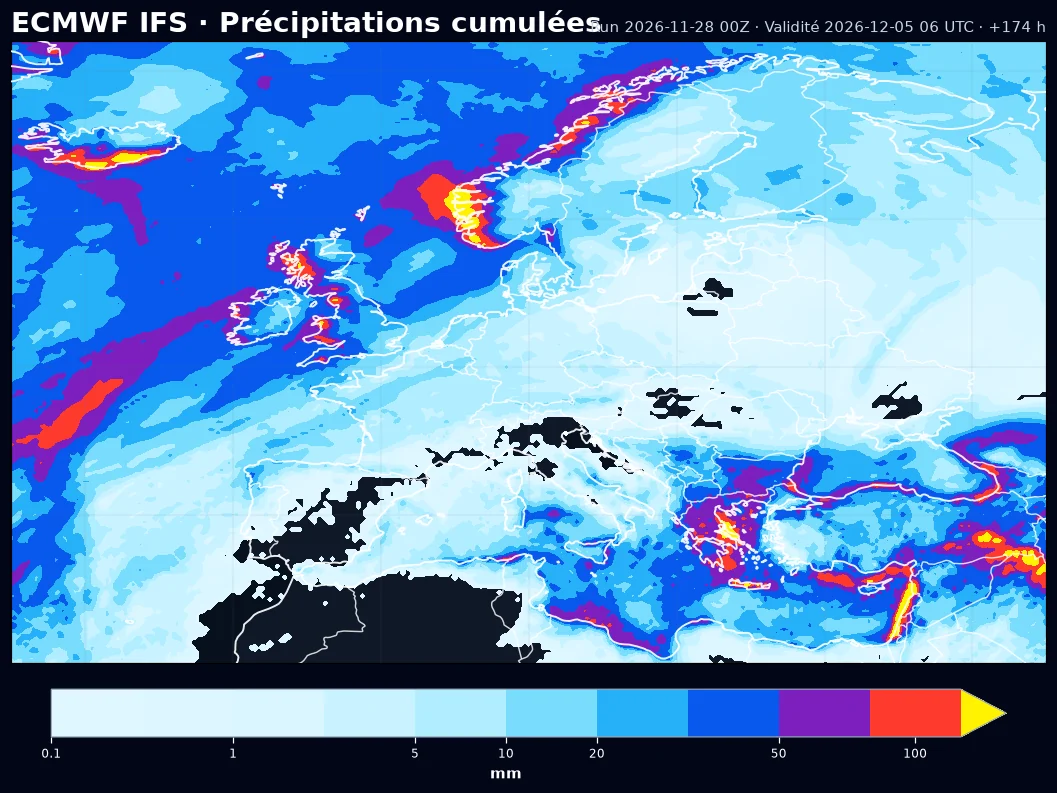 ECMWF IFS · Précipitations cumulées
Run 2026-11-28 00Z · Validité 2026-12-05 06 UTC · +174 h
0.1 1 5 10 20 50 100
mm